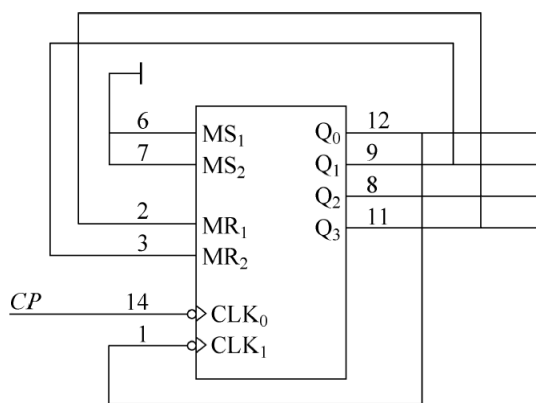 6 MS₁ Q₀ 12
7 MS₂ Q₁ 9
Q₂ 8
2 MR₁ Q₃ 11
3 MR₂
CP 14 CLK₀
1 CLK₁